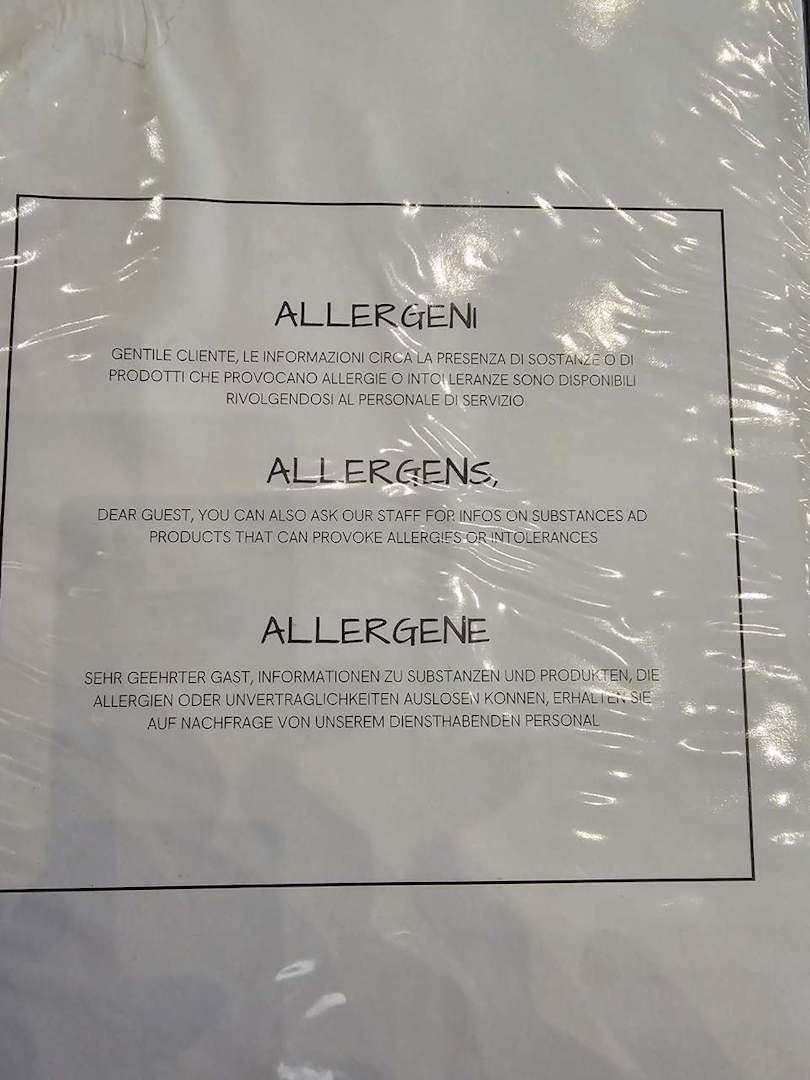 ALLERGENI
GENTILE CLIENTE, LE INFORMAZIONI CIRCA LA PRESENZA DI SOSTANZE O DI
PRODOTTI CHE PROVOCANO ALLERGIE O INTOLLERANZE SONO DISPONIBILI
RIVOLGENDOSI AL PERSONALE DI SERVIZIO
ALLERGENS,
DEAR GUEST, YOU CAN ALSO ASK OUR STAFF FOR INFOS ON SUBSTANCES AD
PRODUCTS THAT CAN PROVOKE ALLERGIES OR INTOLERANCES
ALLERGENE
SEHR GEEHRTER GAST, INFORMATIONEN ZU SUBSTANZEN UND PRODUKTEN, DIE
ALLERGIEN ODER UNVERTRAGLICHKEITEN AUSLOSEN KONNEN, ERHALTEN SIE
AUF NACHFRAGE VON UNSEREM DIENSTHABENDEN PERSONAL